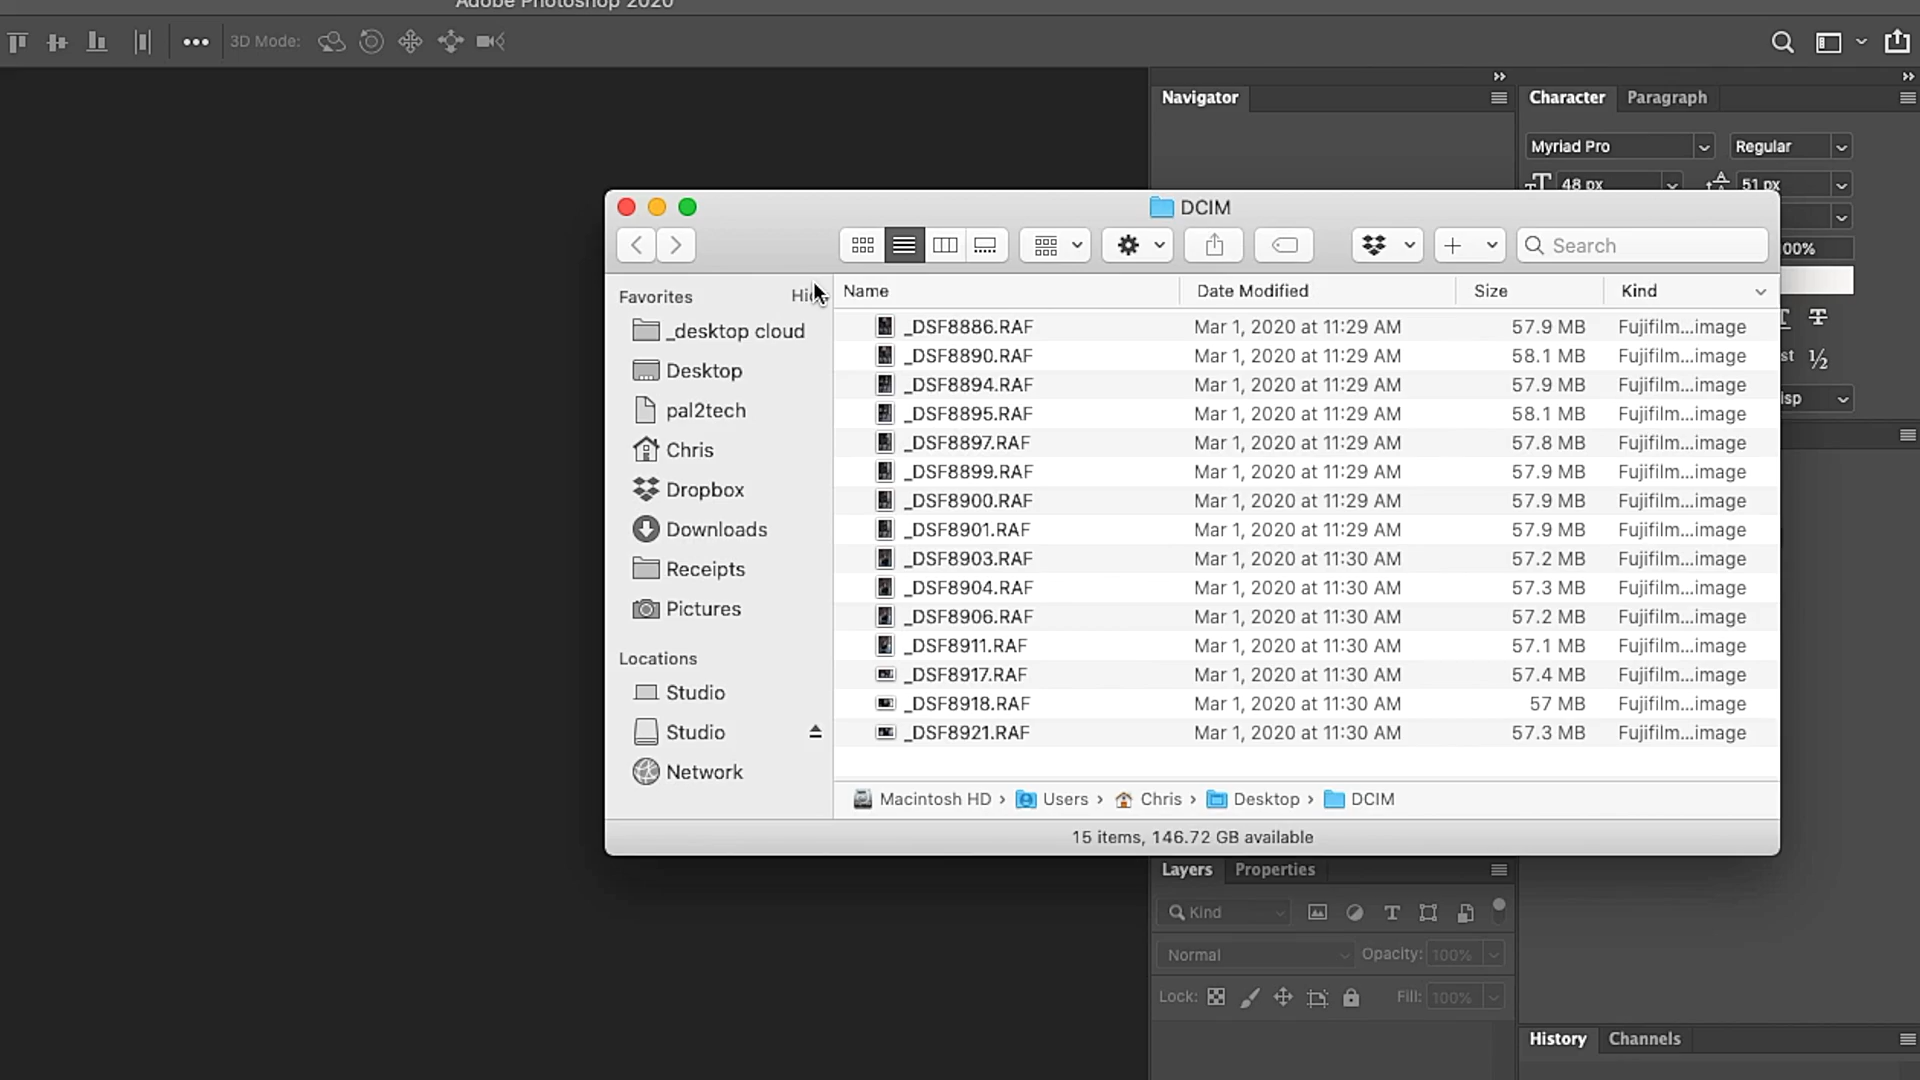 Adobe Photoshop 2020
3D Mode:
Navigator
Character Paragraph
Myriad Pro Regular
48 px 51 px
DCIM
Search
00%
Favorites
Name Date Modified Size Kind
_desktop cloud
Desktop
pal2tech
Chris
Dropbox
Downloads
Receipts
Pictures
Locations
Studio
Studio
Network
_DSF8886.RAF Mar 1, 2020 at 11:29 AM 57.9 MB Fujifilm...image
_DSF8890.RAF Mar 1, 2020 at 11:29 AM 58.1 MB Fujifilm...image
_DSF8894.RAF Mar 1, 2020 at 11:29 AM 57.9 MB Fujifilm...image
_DSF8895.RAF Mar 1, 2020 at 11:29 AM 58.1 MB Fujifilm...image
_DSF8897.RAF Mar 1, 2020 at 11:29 AM 57.8 MB Fujifilm...image
_DSF8899.RAF Mar 1, 2020 at 11:29 AM 57.9 MB Fujifilm...image
_DSF8900.RAF Mar 1, 2020 at 11:29 AM 57.9 MB Fujifilm...image
_DSF8901.RAF Mar 1, 2020 at 11:29 AM 57.9 MB Fujifilm...image
_DSF8903.RAF Mar 1, 2020 at 11:30 AM 57.2 MB Fujifilm...image
_DSF8904.RAF Mar 1, 2020 at 11:30 AM 57.3 MB Fujifilm...image
_DSF8906.RAF Mar 1, 2020 at 11:30 AM 57.2 MB Fujifilm...image
_DSF8911.RAF Mar 1, 2020 at 11:30 AM 57.1 MB Fujifilm...image
_DSF8917.RAF Mar 1, 2020 at 11:30 AM 57.4 MB Fujifilm...image
_DSF8918.RAF Mar 1, 2020 at 11:30 AM 57 MB Fujifilm...image
_DSF8921.RAF Mar 1, 2020 at 11:30 AM 57.3 MB Fujifilm...image
st ½
isp
Macintosh HD › Users › Chris › Desktop › DCIM
15 items, 146.72 GB available
Layers Properties
Kind
Normal Opacity: 100%
Lock: Fill: 100%
History Channels